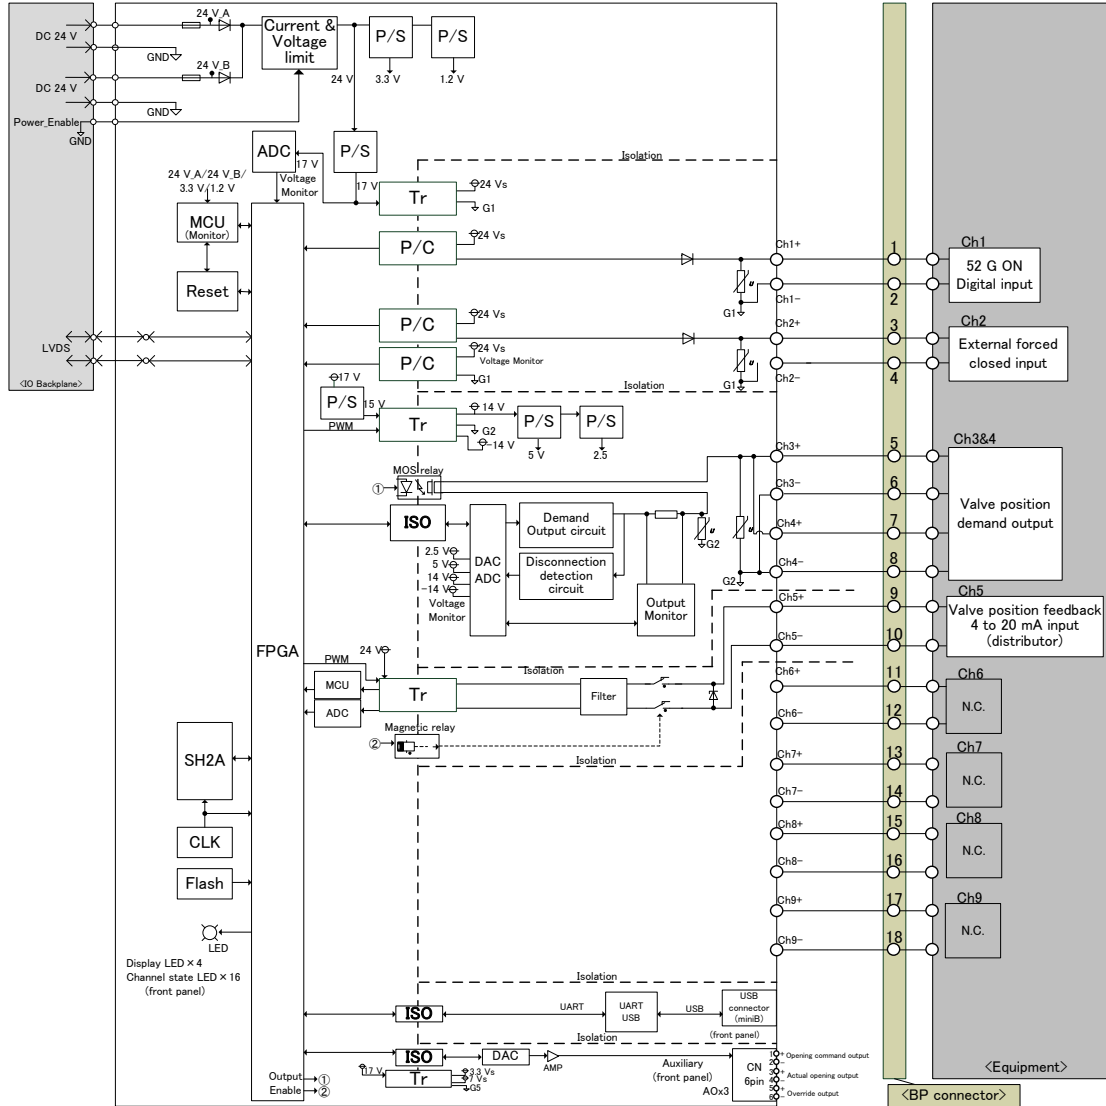 DC 24 V
24 V_A
GND
24 V_B
DC 24 V
GND
Power_Enable
GND
Current &
Voltage
limit
P/S
P/S
3.3 V
1.2 V
24 V
ADC
17 V
Voltage
Monitor
P/S
17 V
Isolation
24 V_A/24 V_B/
3.3 V/1.2 V
MCU
(Monitor)
Reset
LVDS
<IO Backplane>
Tr
24 Vs
G1
P/C
24 Vs
P/C
24 Vs
P/C
24 Vs
Voltage Monitor
G1
Isolation
Ch1+
G1
Ch1-
Ch2+
G1
Ch2-
1
2
3
4
Ch1
52 G ON
Digital input
Ch2
External forced
closed input
17 V
P/S
15 V
PWM
Tr
14 V
G2
-14 V
P/S
P/S
5 V
2.5
MOS relay
①
ISO
2.5 V
5 V
14 V
-14 V
Voltage
Monitor
DAC
ADC
Demand
Output circuit
Disconnection
detection
circuit
Output
Monitor
G2
G2
Ch3+
Ch3-
Ch4+
Ch4-
5
6
7
8
Ch3&4
Valve position
demand output
Ch5+
Ch5-
9
10
Ch5
Valve position feedback
4 to 20 mA input
(distributor)
FPGA
24 V
PWM
MCU
ADC
Tr
Isolation
Filter
Magnetic relay
②
Isolation
Ch6+
Ch6-
Ch7+
Ch7-
Ch8+
Ch8-
Ch9+
Ch9-
11
12
13
14
15
16
17
18
Ch6
N.C.
Ch7
N.C.
Ch8
N.C.
Ch9
N.C.
SH2A
CLK
Flash
LED
Display LED×4
Channel state LED×16
(front panel)
Isolation
ISO
UART
UART
USB
USB
USB
connector
(miniB)
(front panel)
Isolation
ISO
DAC
AMP
Auxiliary
(front panel)
AOx3
CN
6pin
1 + Opening command output
2 -
3 + Actual opening output
4 -
5 + Override output
6 -
17 V
Tr
3.3 Vs
7 Vs
G5
Output ①
Enable ②
<Equipment>
<BP connector>